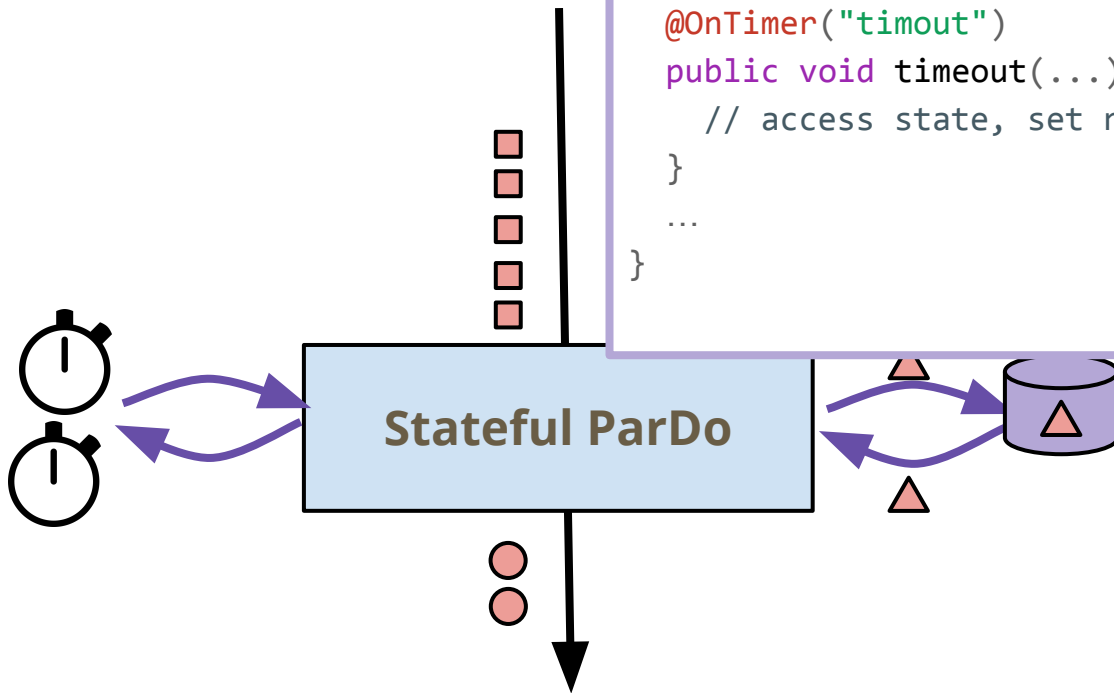 @OnTimer("timout")
public void timeout(...)
// access state, set
}
…
}
Stateful ParDo